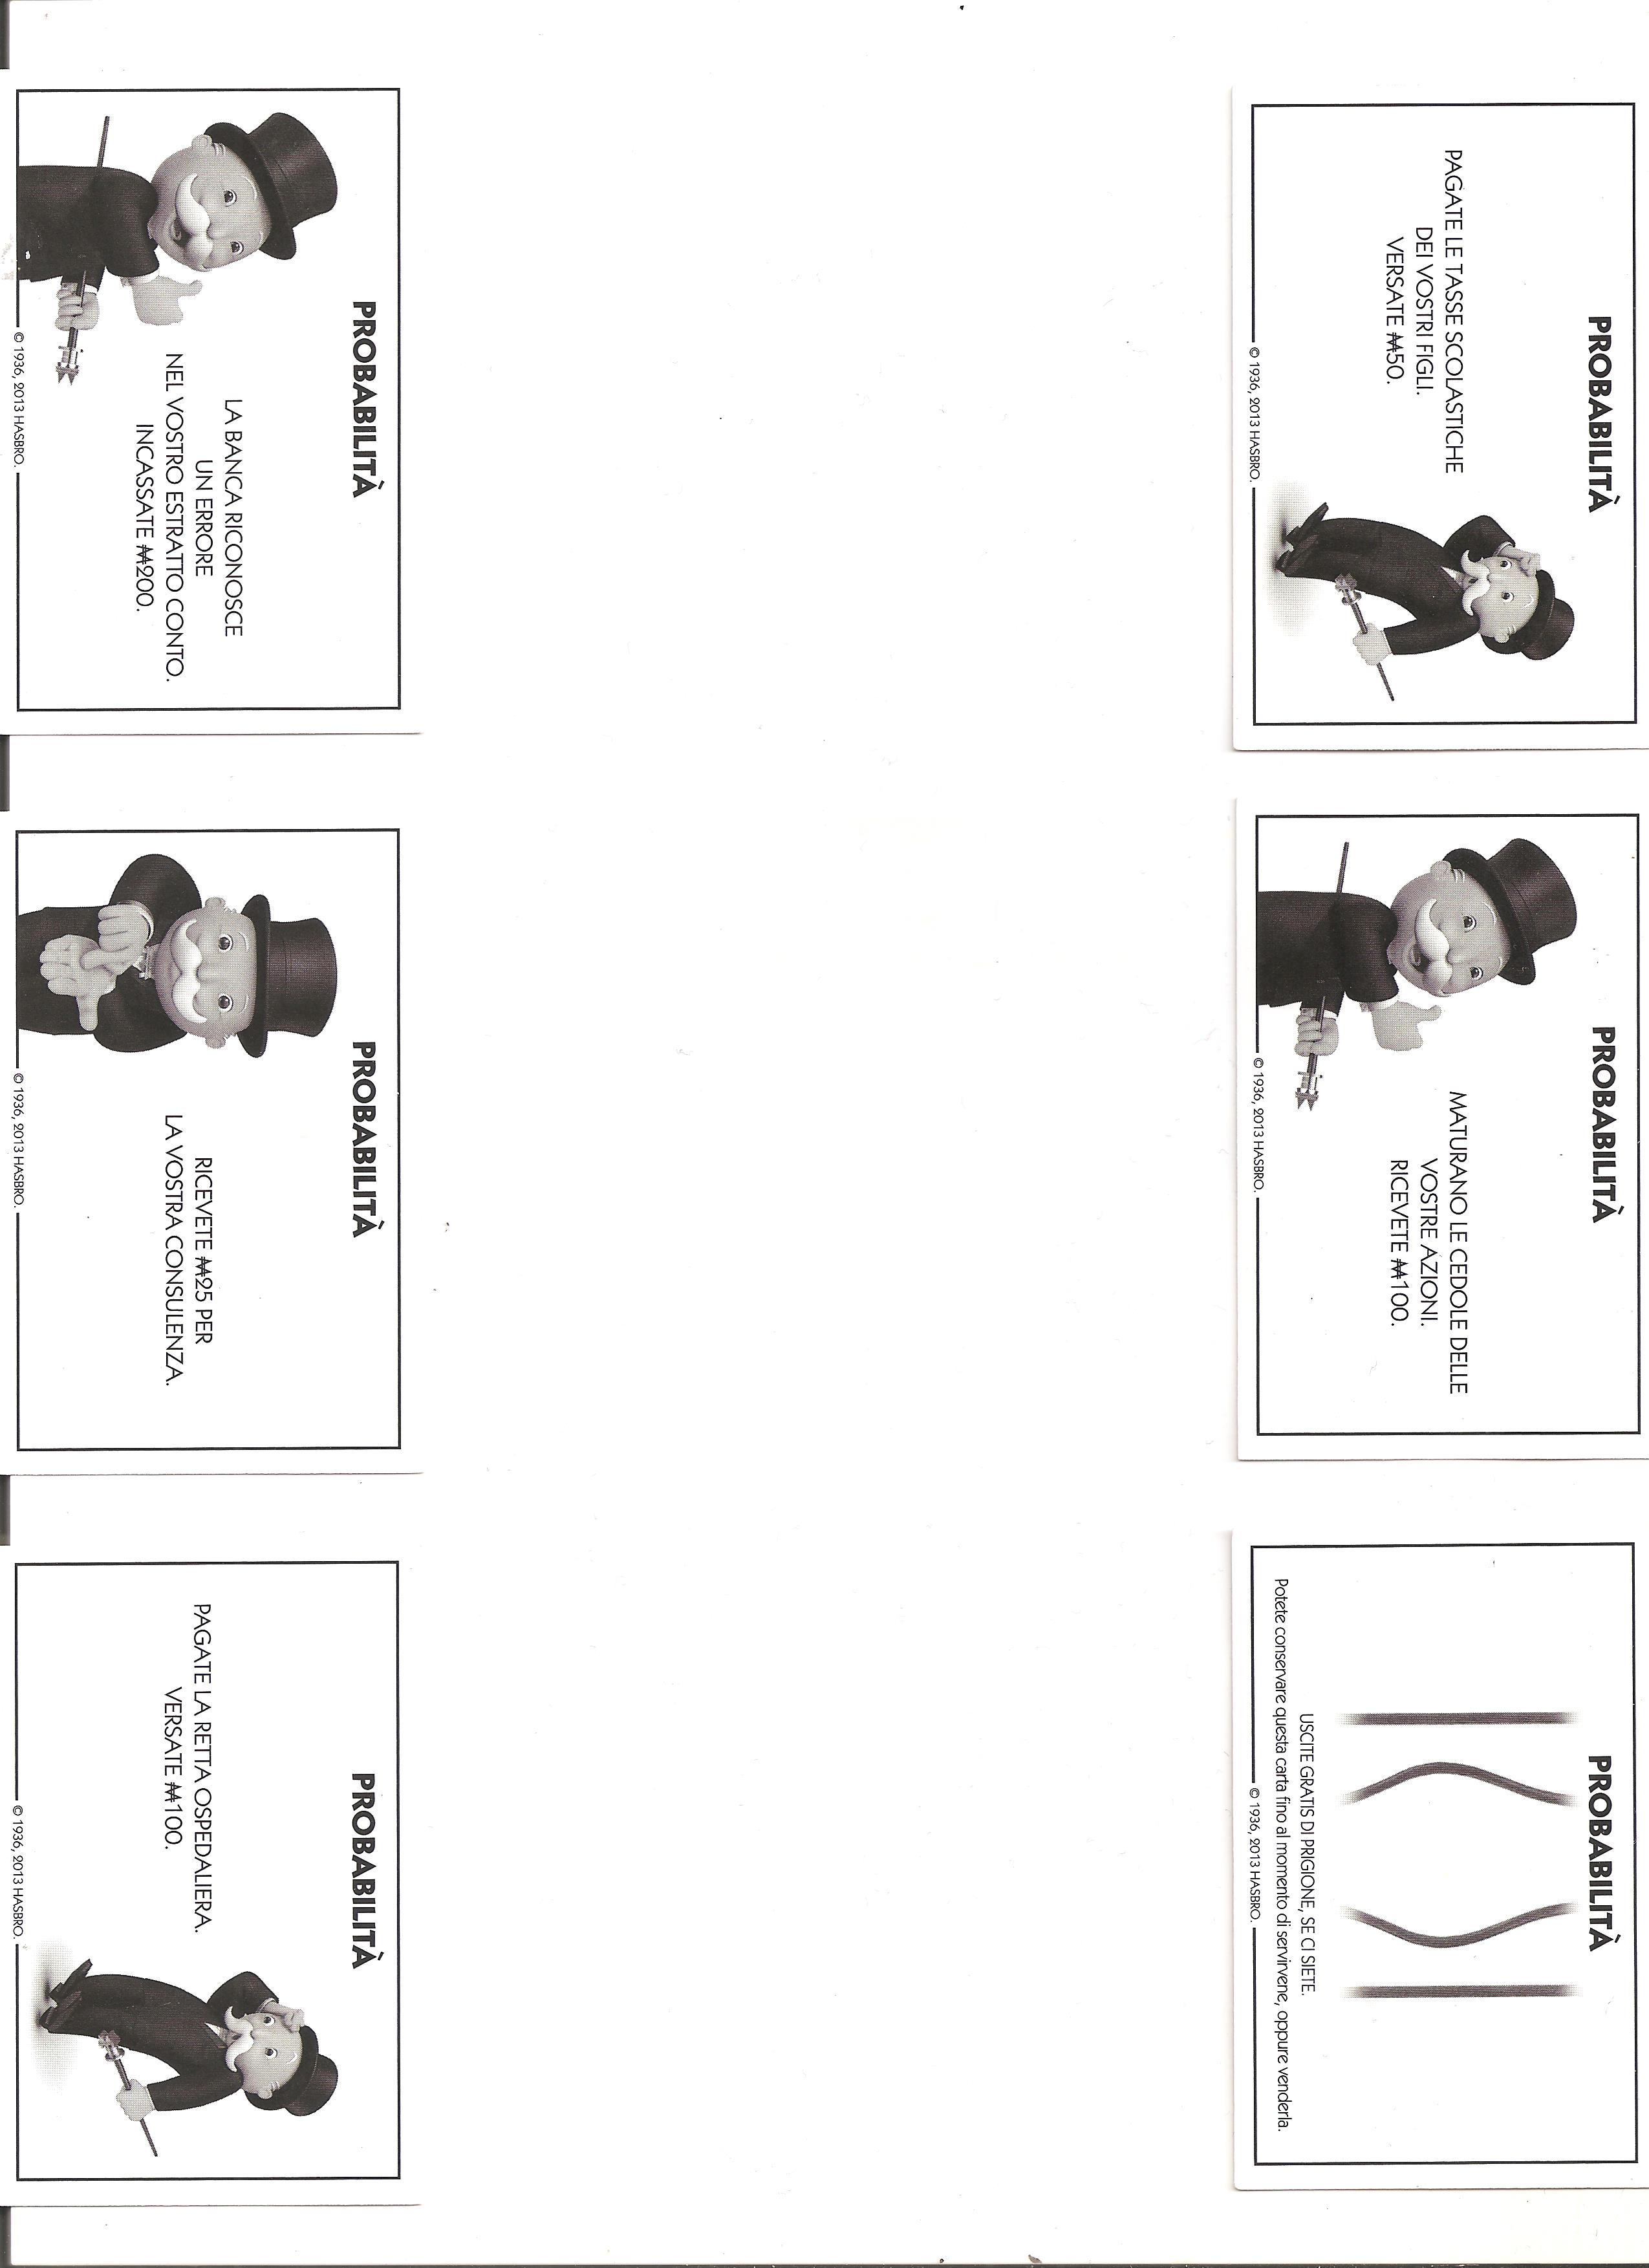 PROBABILITÀ
PAGATE LE TASSE SCOLASTICHE
DEI VOSTRI FIGLI.
VERSATE ₩50.
© 1936, 2013 HASBRO.
PROBABILITÀ
MATURANO LE CEDOLE DELLE
VOSTRE AZIONI.
RICEVETE ₩100.
© 1936, 2013 HASBRO.
PROBABILITÀ
USCITE GRATIS DI PRIGIONE, SE CI SIETE.
Potete conservare questa carta fino al momento di servirvene, oppure venderla.
© 1936, 2013 HASBRO.
PROBABILITÀ
LA BANCA RICONOSCE
UN ERRORE
NEL VOSTRO ESTRATTO CONTO.
INCASSATE ₩200.
© 1936, 2013 HASBRO.
PROBABILITÀ
RICEVETE ₩25 PER
LA VOSTRA CONSULENZA.
© 1936, 2013 HASBRO.
PROBABILITÀ
PAGATE LA RETTA OSPEDALIERA.
VERSATE ₩100.
© 1936, 2013 HASBRO.